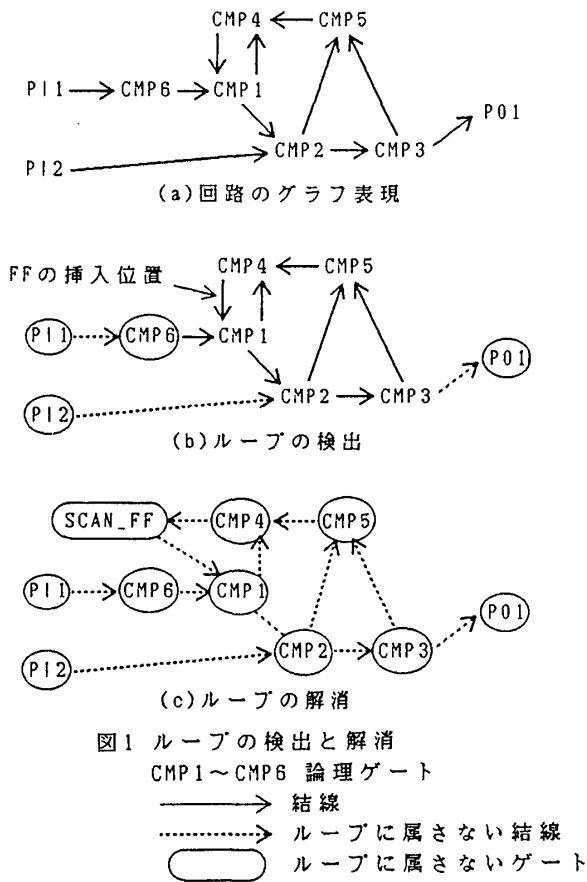 CMP4 CMP5
PI1 CMP6 CMP1
PO1
PI2 CMP2 CMP3
(a)回路のグラフ表現
FFの挿入位置 CMP4 CMP5
PI1 CMP6 CMP1
PO1
PI2 CMP2 CMP3
(b)ループの検出
SCAN_FF CMP4 CMP5
PI1 CMP6 CMP1
PO1
PI2 CMP2 CMP3
(c)ループの解消
図1 ループの検出と解消
CMP1～CMP6 論理ゲート
結線
ループに属さない結線
ループに属さないゲート